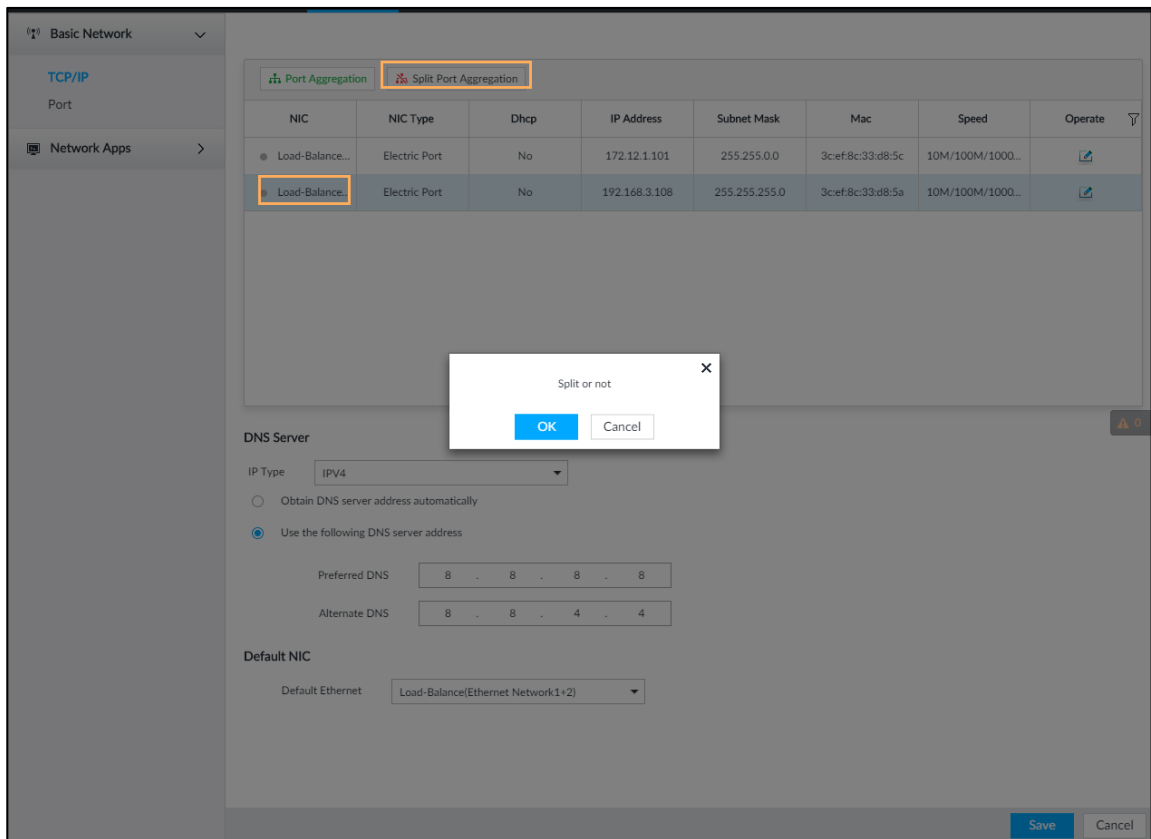 Basic Network
TCP/IP
Port
Network Apps
Port Aggregation Split Port Aggregation
NIC NIC Type Dhcp IP Address Subnet Mask Mac Speed Operate
Load-Balance... Electric Port No 172.12.1.101 255.255.0.0 3c:ef:8c:33:d8:5c 10M/100M/1000...
Load-Balance... Electric Port No 192.168.3.108 255.255.255.0 3c:ef:8c:33:d8:5a 10M/100M/1000...
Split or not
OK Cancel
0
DNS Server
IP Type IPV4
Obtain DNS server address automatically
Use the following DNS server address
Preferred DNS 8 . 8 . 8 . 8
Alternate DNS 8 . 8 . 4 . 4
Default NIC
Default Ethernet Load-Balance(Ethernet Network1+2)
Save Cancel